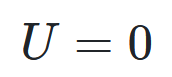 U = 0